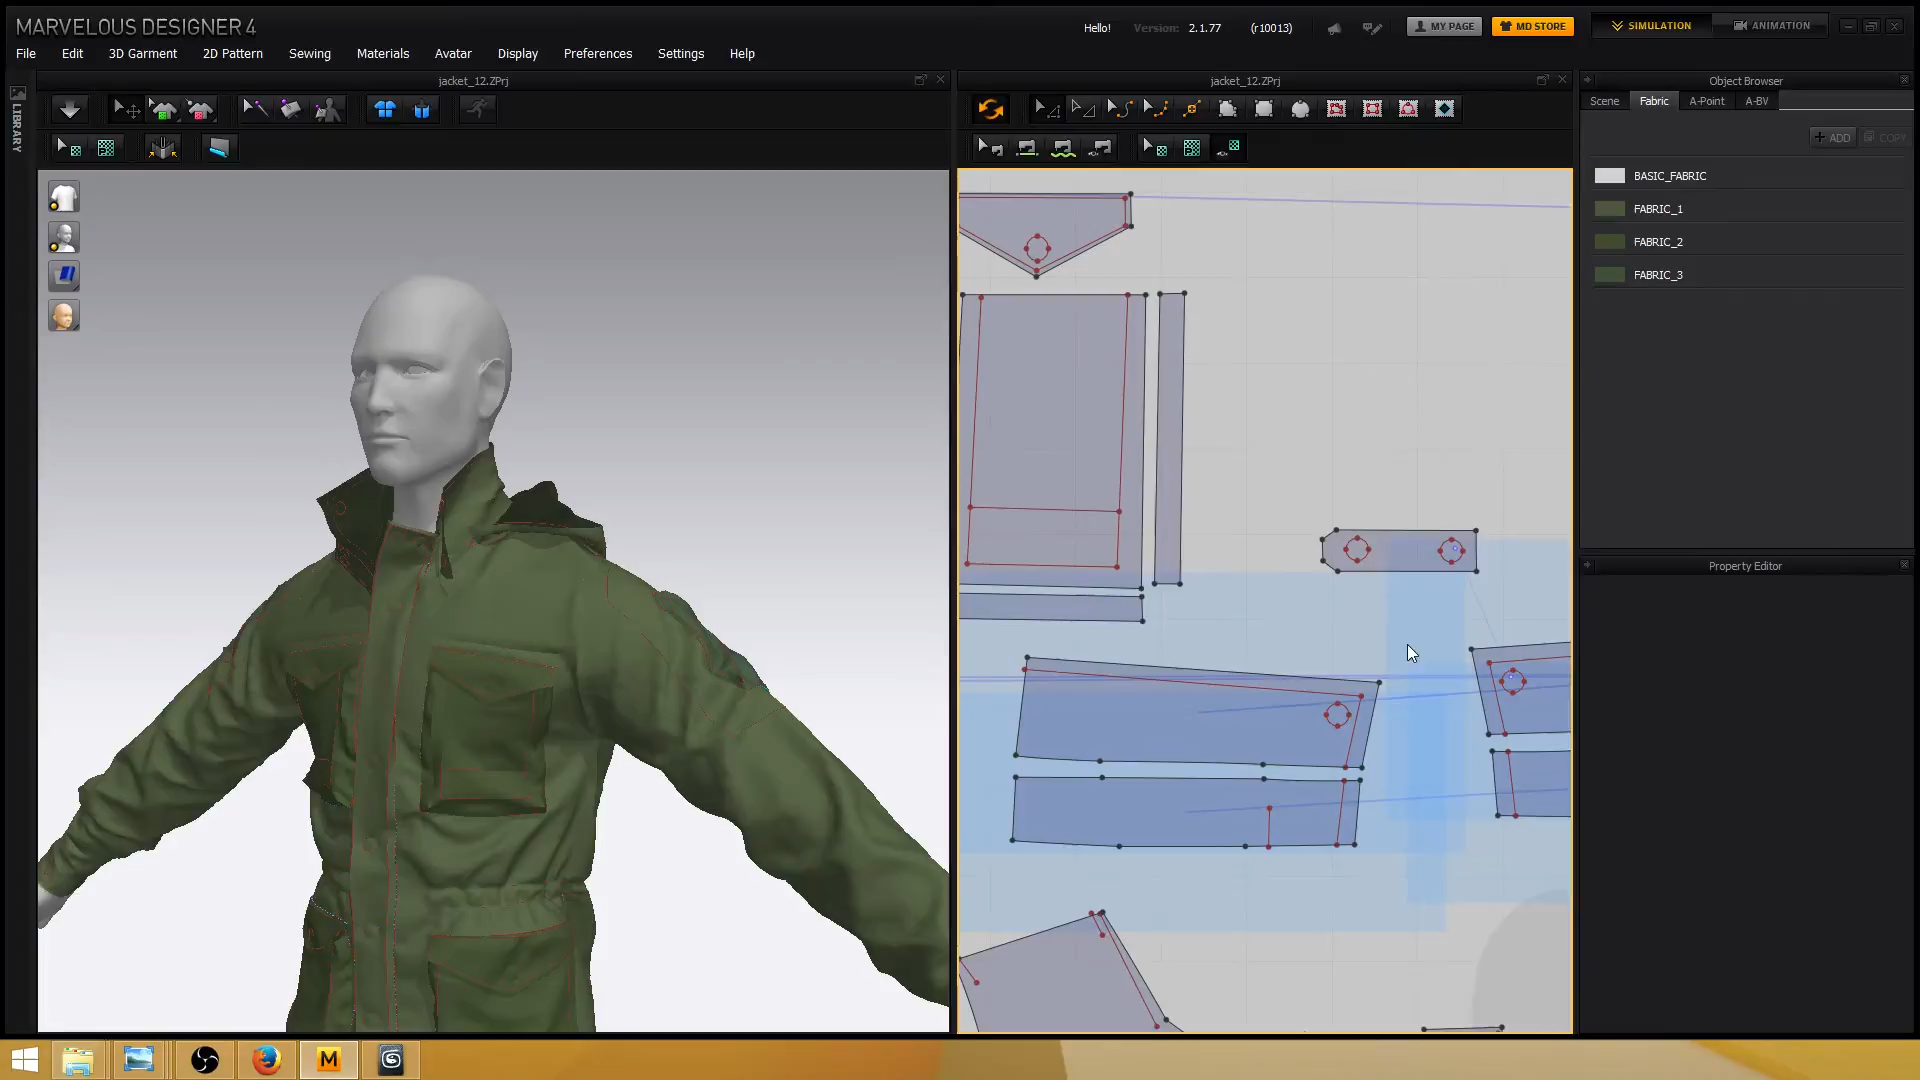 MARVELOUS DESIGNER 4
Hello!
Version: 2.1.77
(r10013)
MY PAGE
MD STORE
SIMULATION
ANIMATION
File
Edit
3D Garment
2D Pattern
Sewing
Materials
Avatar
Display
Preferences
Settings
Help
LIBRARY
jacket_12.ZPrj
jacket_12.ZPrj
Object Browser
Scene
Fabric
A-Point
A-BV
+ ADD
COPY
BASIC_FABRIC
FABRIC_1
FABRIC_2
FABRIC_3
Property Editor
M